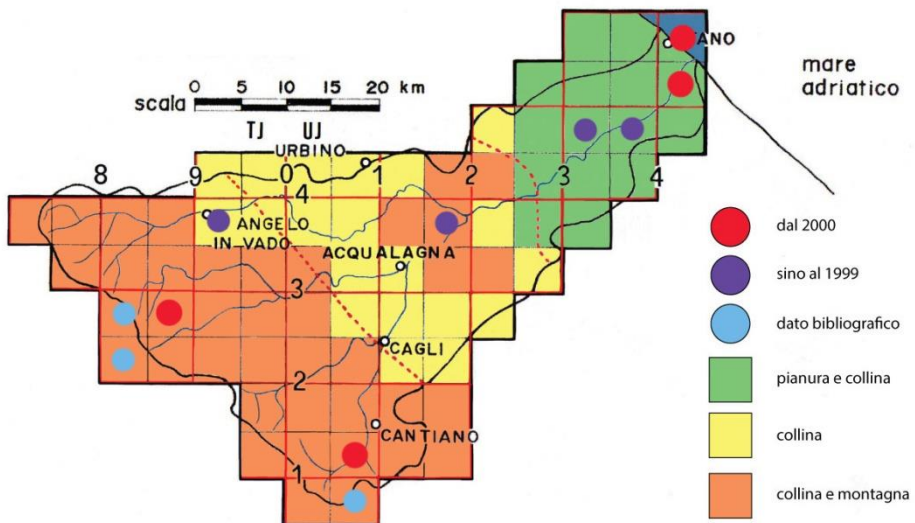 FANO
mare
adriatico
0 5 10 15 20 km
scala
TJ UJ
URBINO
8 9 0 1 2 3 4
4
ANGELO
IN VADO
ACQUALAGNA
3
CAGLI
2
CANTIANO
1
dal 2000
sino al 1999
dato bibliografico
pianura e collina
collina
collina e montagna